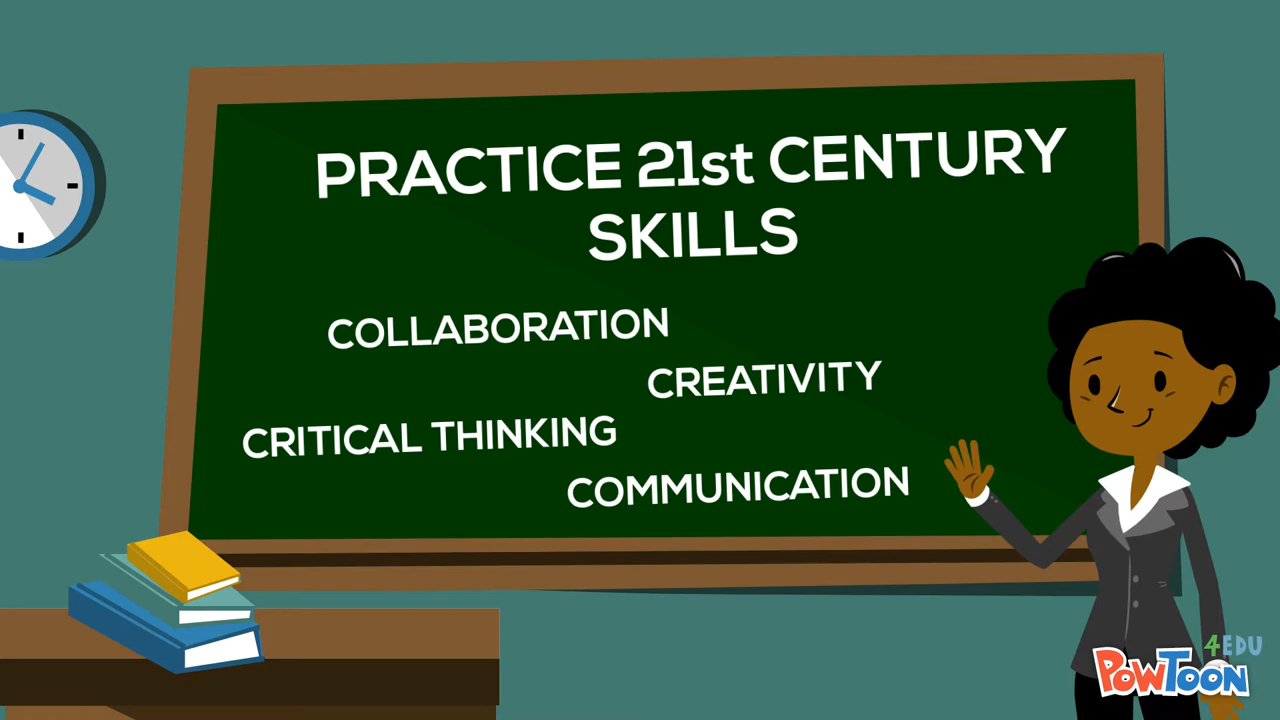 PRACTICE 21st CENTURY
SKILLS
COLLABORATION
CREATIVITY
CRITICAL THINKING
COMMUNICATION
4EDU
POWTOON